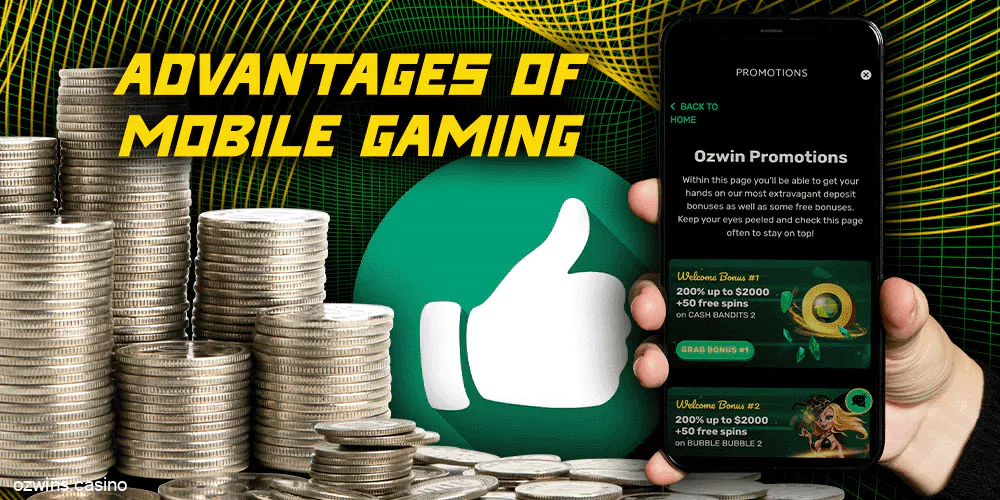 ADVANTAGES OF
MOBILE GAMING
PROMOTIONS
BACK TO
HOME
Ozwin Promotions
Within this page you'll be able to get your
hands on our most extravagant deposit
bonuses as well as some free bonuses.
Keep your eyes peeled and check this page
often to stay on top!
Welcome Bonus #1
200% up to $2000
+50 free spins
on CASH BANDITS 2
GRAB BONUS #1
Welcome Bonus #2
200% up to $2000
+50 free spins
on BUBBLE BUBBLE 2
ozwins casino